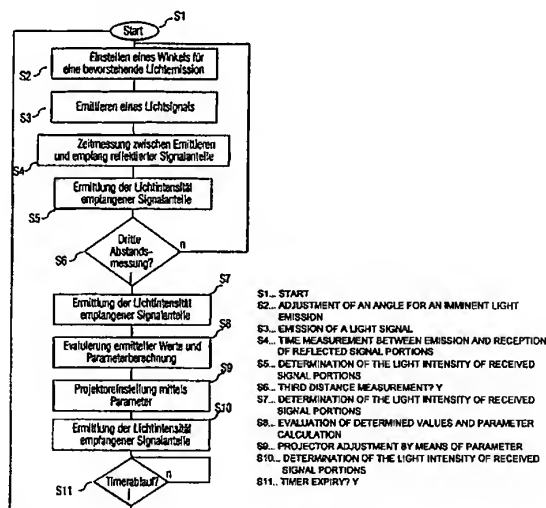 S1
Start
S2
Einstellen eines Winkels für
eine bevorstehende Lichtemission
S3
Emittieren eines Lichtsignals
Zeitmessung zwischen Emittieren
und emplang reflektierter Signalanteile
S4
Ermittlung der Lichtintensität
emplangener Signalanteile
S5
Dritte
Abstands-
messung?
n
S6
S7
Ermittlung der Lichtintensität
emplangener Signalanteile
S8
Evaluierung ermittelter Werte und
Parameterberechnung
S9
Projektoreinstellung mittels
Parameter
S10
Ermittlung der Lichtintensität
empfangener Signalanteile
n
Timerablauf?
S11
S1... START
S2... ADJUSTMENT OF AN ANGLE FOR AN IMMINENT LIGHT
EMISSION
S3... EMISSION OF A LIGHT SIGNAL
S4... TIME MEASUREMENT BETWEEN EMISSION AND RECEPTION
OF REFLECTED SIGNAL PORTIONS
S5... DETERMINATION OF THE LIGHT INTENSITY OF RECEIVED
SIGNAL PORTIONS
S6... THIRD DISTANCE MEASUREMENT? Y
S7... DETERMINATION OF THE LIGHT INTENSITY OF RECEIVED
SIGNAL PORTIONS
S8... EVALUATION OF DETERMINED VALUES AND PARAMETER
CALCULATION
S9... PROJECTOR ADJUSTMENT BY MEANS OF PARAMETER
S10... DETERMINATION OF THE LIGHT INTENSITY OF RECEIVED
SIGNAL PORTIONS
S11... TIMER EXPIRY? Y